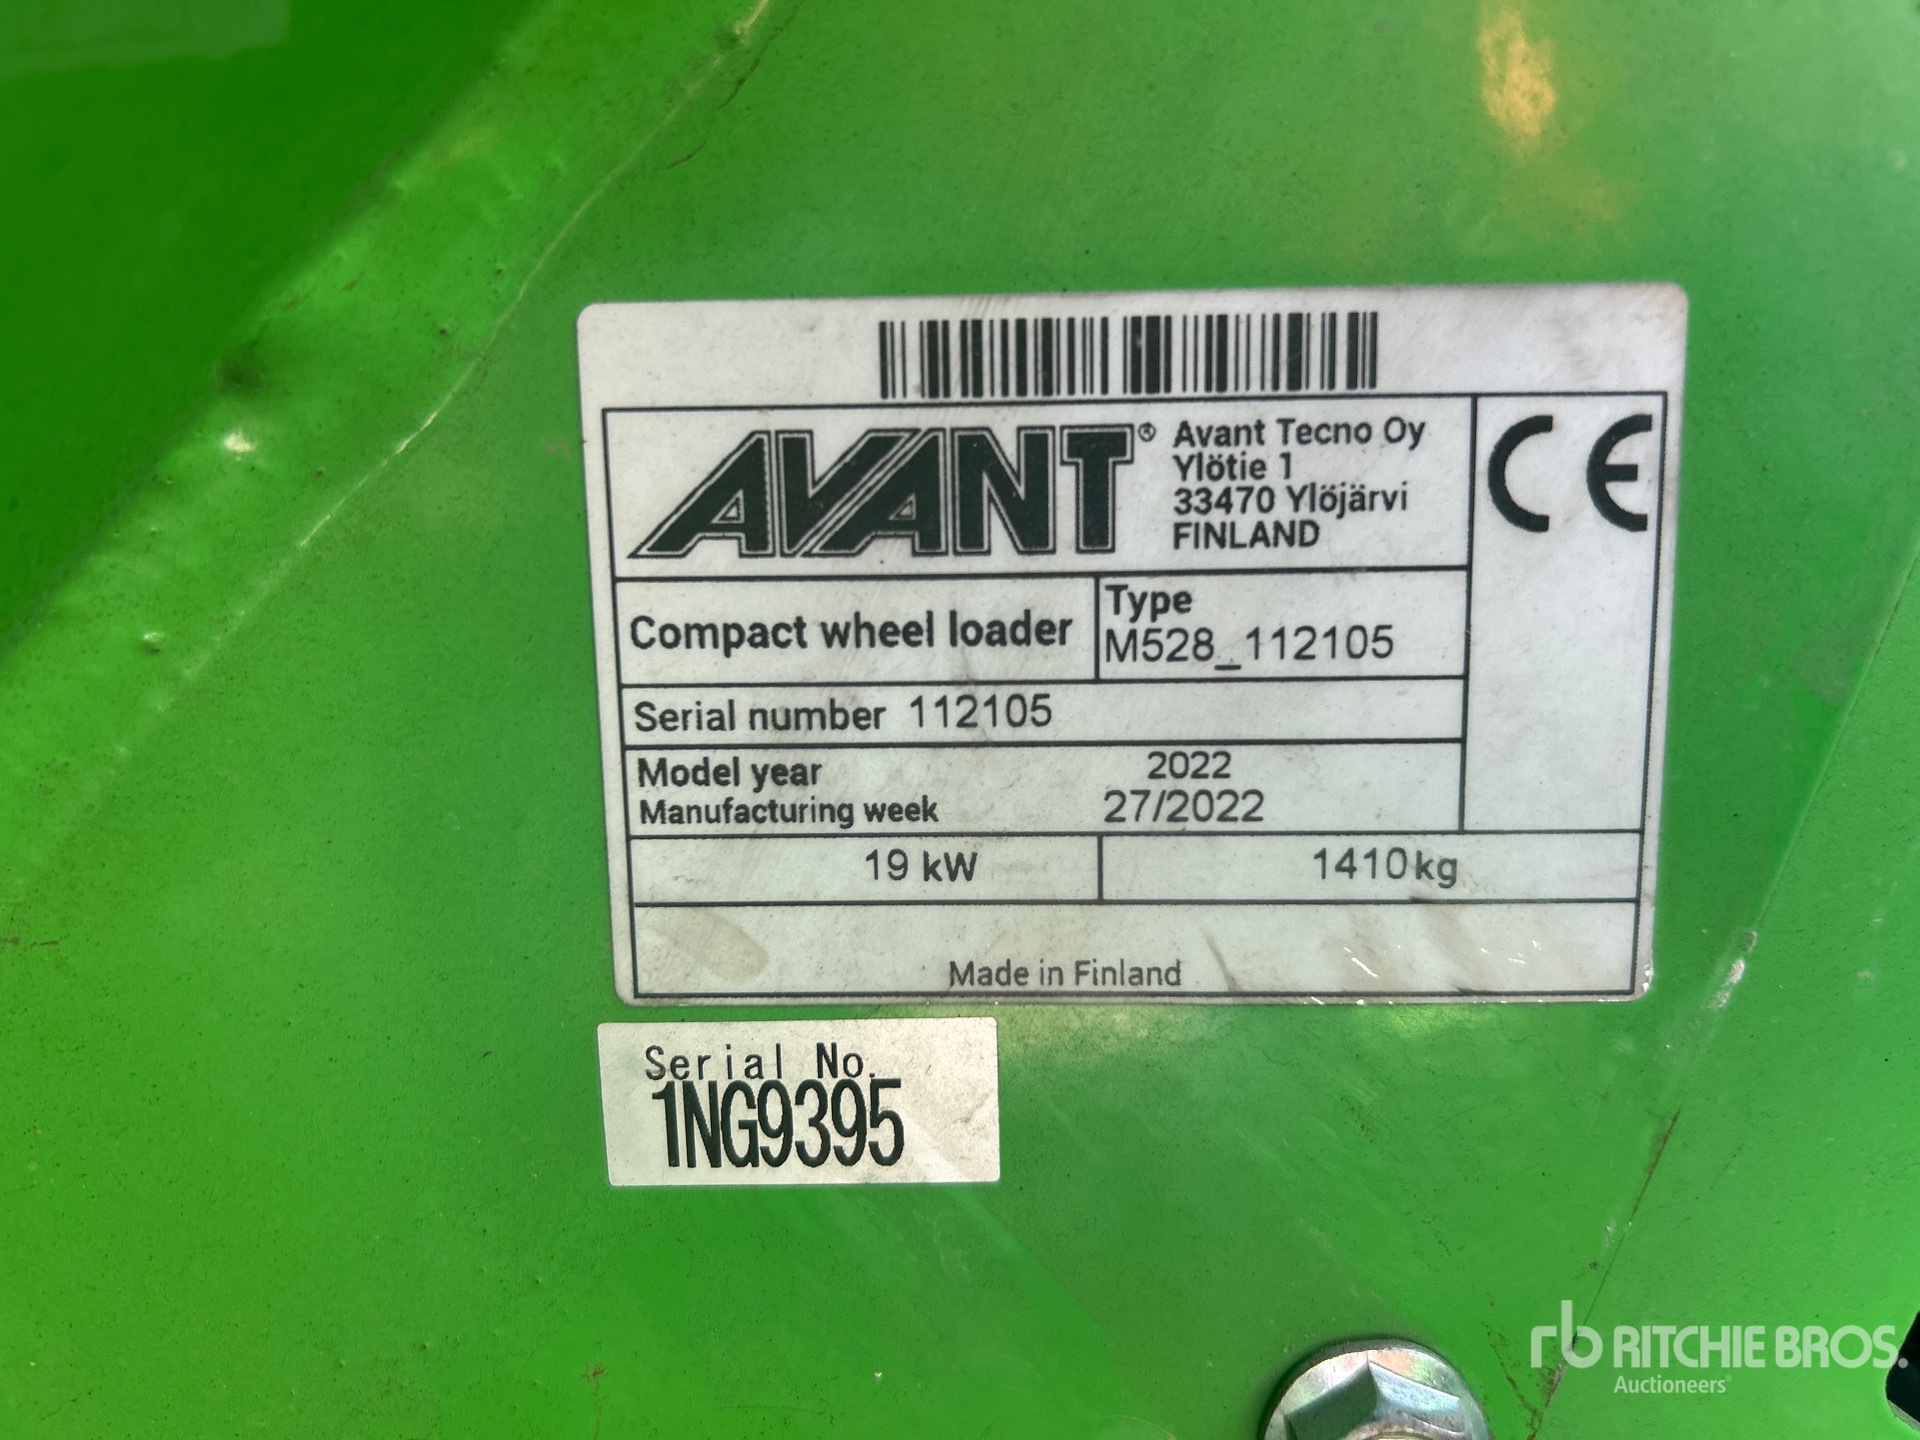 AVANT®
Avant Tecno Oy
Ylötie 1
33470 Ylöjärvi
FINLAND
CE
Compact wheel loader
Type
M528_112105
Serial number 112105
Model year 2022
Manufacturing week 27/2022
19 kW 1410kg
Made in Finland
Serial No.
1NG9395
rb RITCHIE BROS.
Auctioneers